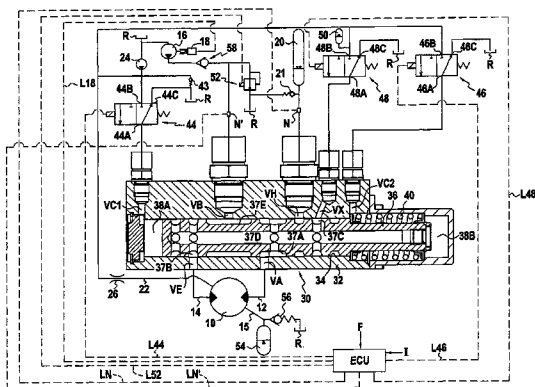 R
16
18
24
58
20
50
48B
48C
R
46B
48C
R
L18
43
44B
44C
R
52
R
21
48A
48
46A
46
44
44A
N'
N
L48
VC1
38A
VB
37E
VH
VX
VC2
36
40
37D
37A
37C
38B
37B
34
32
26
22
VE
VA
30
14
12
10
15
56
R
54
F
I
ECU
L44
L52
L46
LN
LN'